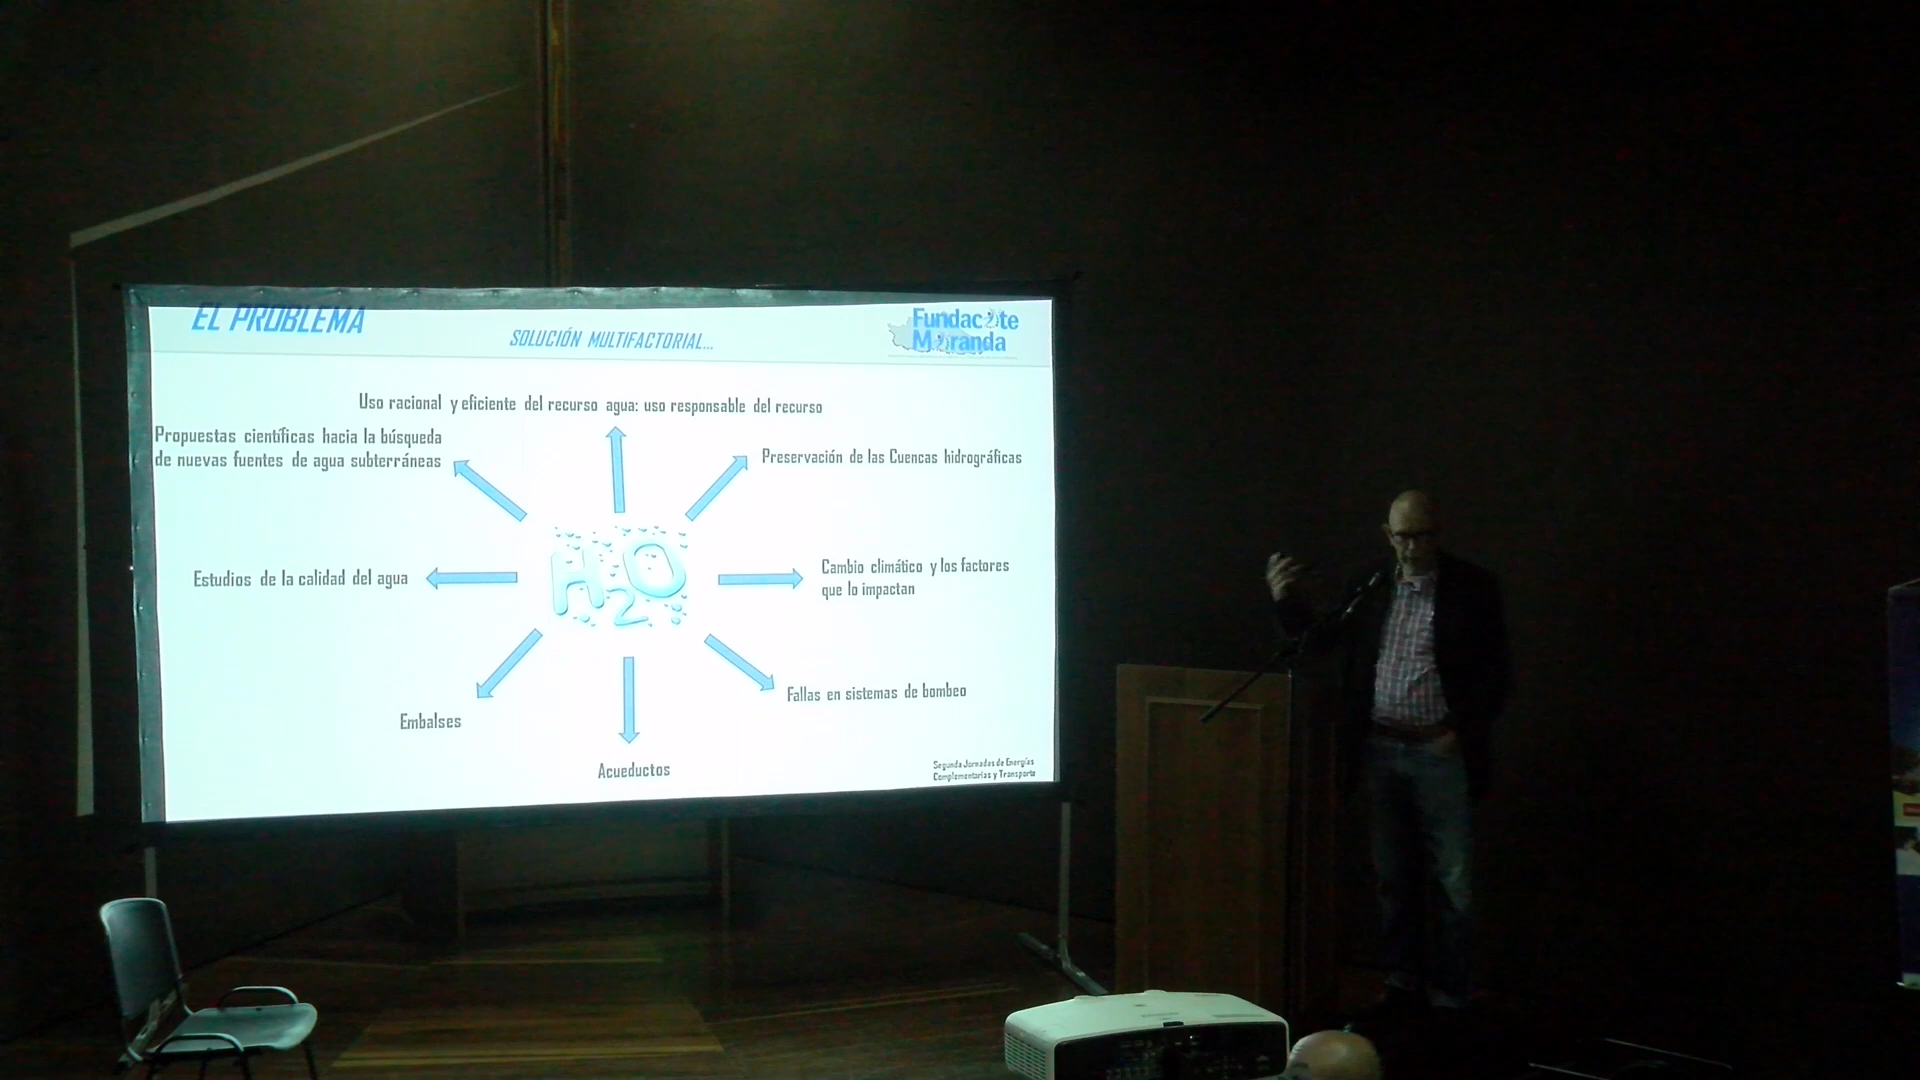 EL PROBLEMA
SOLUCIÓN MULTIFACTORIAL...
Fundacite
Miranda
Uso racional y eficiente del recurso agua: uso responsable del recurso
Propuestas científicas hacia la búsqueda
de nuevas fuentes de agua subterráneas
Preservación de las Cuencas hidrográficas
H2O
Estudios de la calidad del agua
Cambio climático y los factores
que lo impactan
Fallas en sistemas de bombeo
Embalses
Acueductos
Segunda Jornadas de Energías
Complementarias y Transporte